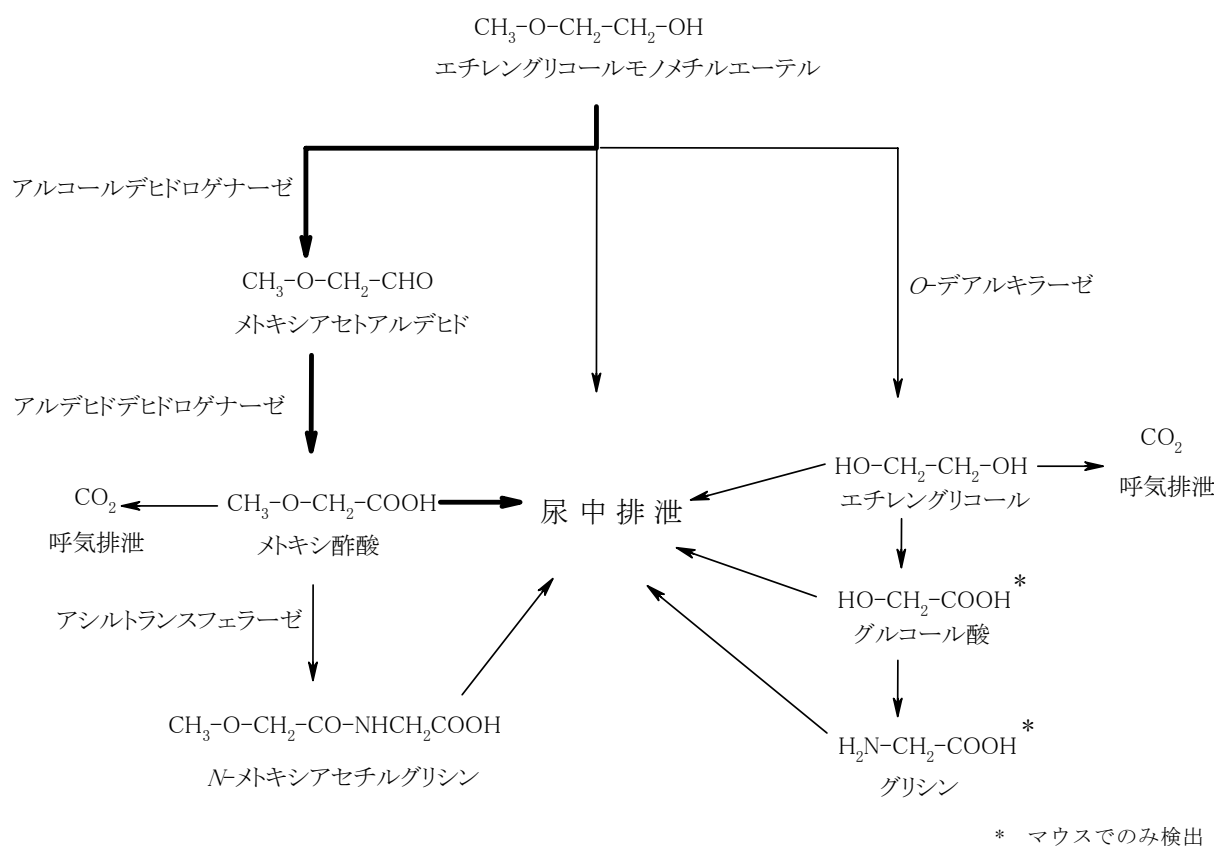 CH₃-O-CH₂-CH₂-OH
エチレングリコールモノメチルエーテル
アルコールデヒドロゲナーゼ
CH₃-O-CH₂-CHO
メトキシアセトアルデヒド
O-デアルキラーゼ
アルデヒドデヒドロゲナーゼ
CO₂
呼気排泄
CH₃-O-CH₂-COOH
メトキシ酢酸
尿中排泄
HO-CH₂-CH₂-OH
エチレングリコール
CO₂
呼気排泄
アシルトランスフェラーゼ
HO-CH₂-COOH*
グルコール酸
CH₃-O-CH₂-CO-NHCH₂COOH
N-メトキシアセチルグリシン
H₂N-CH₂-COOH*
グリシン
* マウスでのみ検出